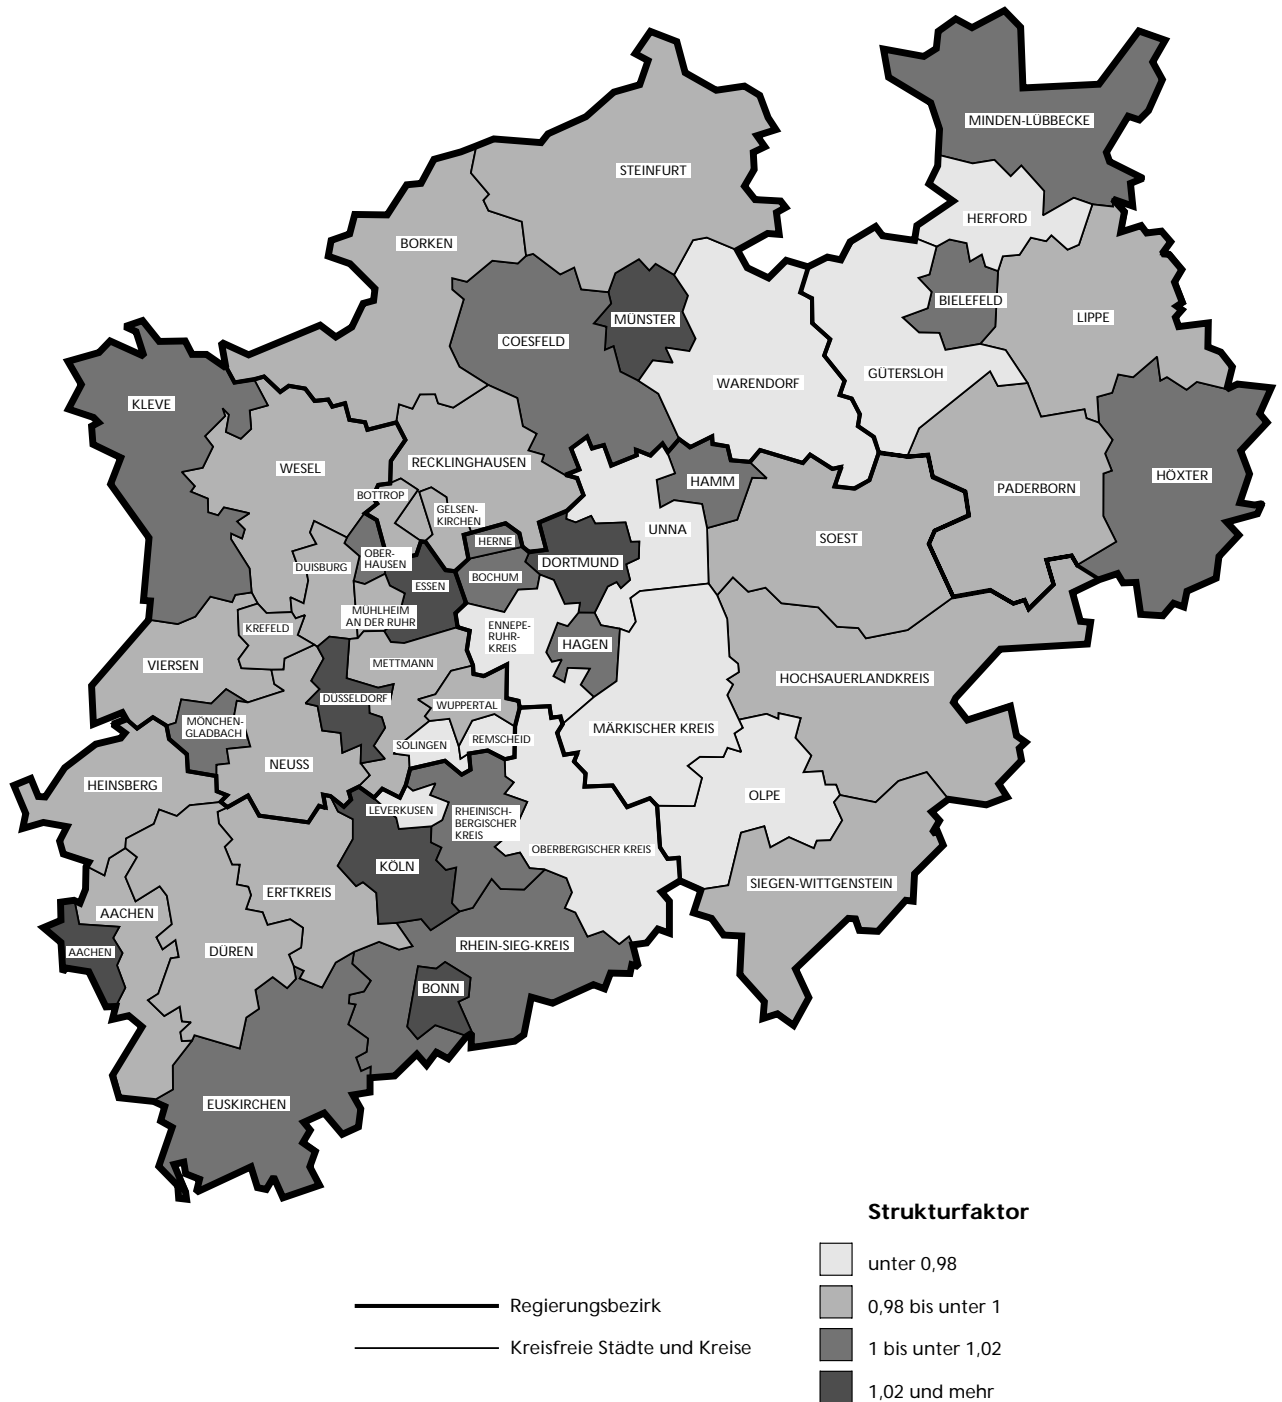 MINDEN-LÜBBECKE
STEINFURT
HERFORD
BORKEN
BIELEFELD
MÜNSTER
LIPPE
COESFELD
GÜTERSLOH
WARENDORF
KLEVE
RECKLINGHAUSEN
WESEL
HÖXTER
HAMM
PADERBORN
BOTTROP
GELSEN-
KIRCHEN
UNNA
SOEST
HERNE
OBER-
HAUSEN
DORTMUND
DUISBURG
BOCHUM
ESSEN
MÜHLHEIM
AN DER RUHR
KREFELD
ENNEPE-
RUHR-
KREIS
HAGEN
VIERSEN
METTMANN
HOCHSAUERLANDKREIS
DÜSSELDORF
WUPPERTAL
MÖNCHEN-
GLADBACH
MÄRKISCHER KREIS
REMSCHEID
SOLINGEN
NEUSS
HEINSBERG
OLPE
LEVERKUSEN
RHEINISCH-
BERGISCHER
KREIS
OBERBERGISCHER KREIS
KÖLN
SIEGEN-WITTGENSTEIN
ERFTKREIS
AACHEN
RHEIN-SIEG-KREIS
DÜREN
AACHEN
BONN
EUSKIRCHEN
Strukturfaktor
unter 0,98
0,98 bis unter 1
1 bis unter 1,02
1,02 und mehr
Regierungsbezirk
Kreisfreie Städte und Kreise